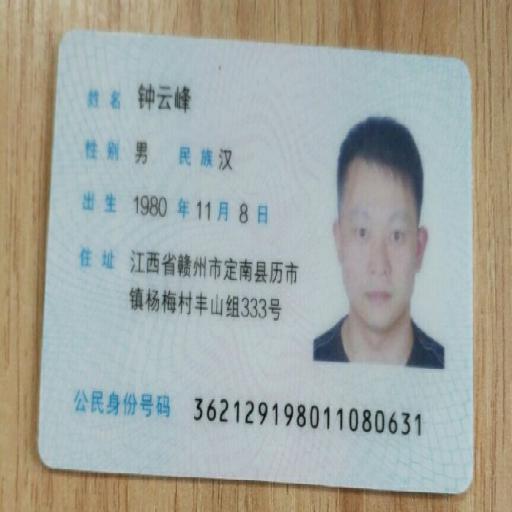 姓名 钟云峰
性别 男 民族 汉
出生 1980 年 11 月 8 日
住址 江西省赣州市定南县历市
镇杨梅村丰山组333号
公民身份号码 362129198011080631